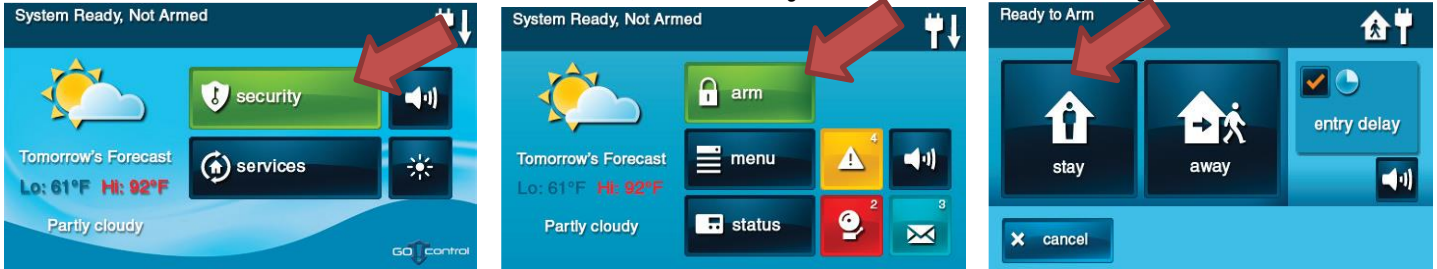 System Ready, Not Armed
security
services
Tomorrow's Forecast
Lo: 61°F Hi: 92°F
Partly cloudy
GO control
System Ready, Not Armed
arm
menu
4
status
2
3
Tomorrow's Forecast
Lo: 61°F Hi: 92°F
Partly cloudy
Ready to Arm
stay
away
entry delay
cancel